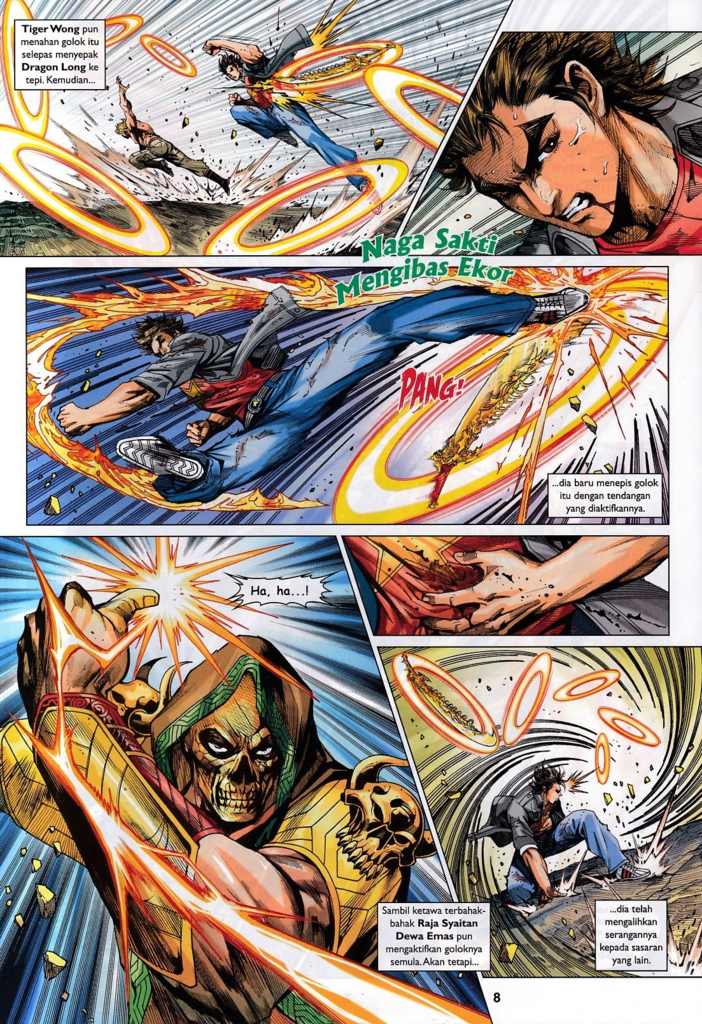 Tiger Wong pun
menahan golok itu
selepas menyepak
Dragon Long ke
tepi. Kemudian...
Naga Sakti
Mengibas Ekor
PANG!
...dia baru menepis golok
itu dengan tendangan
yang diaktifkannya.
Ha, ha...!
Sambil ketawa terbahak-
bahak Raja Syaitan
Dewa Emas pun
mengaktifkan goloknya
semula. Akan tetapi...
...dia telah
mengalihkan
serangannya
kepada sasaran
yang lain.
8